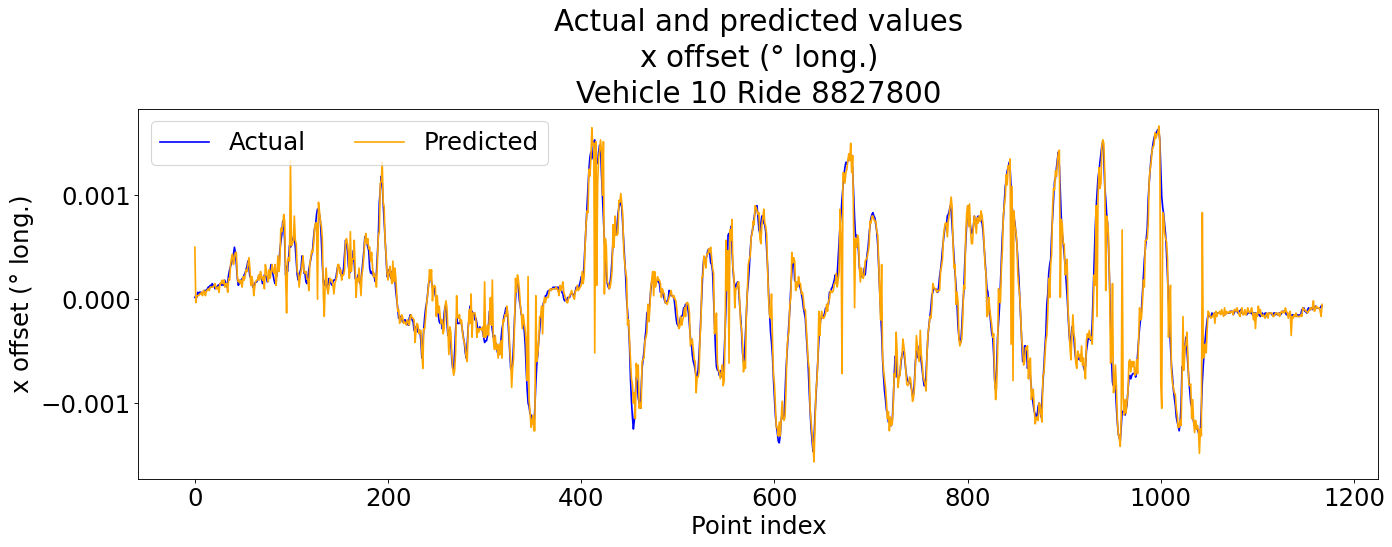 Actual and predicted values
x offset (° long.)
Vehicle 10 Ride 8827800
Actual
Predicted
x offset (° long.)
0.001
0.000
−0.001
0
200
400
600
800
1000
1200
Point index